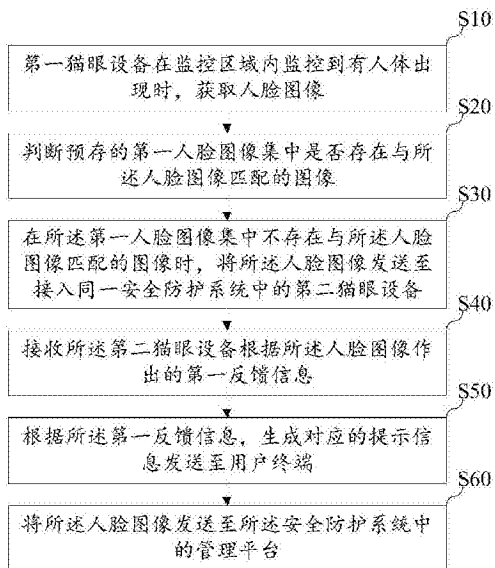 S10
第一猫眼设备在监控区域内监控到有人体出
现时，获取人脸图像
S20
判断预存的第一人脸图像集中是否存在与所
述人脸图像匹配的图像
S30
在所述第一人脸图像集中不存在与所述人脸
图像匹配的图像时，将所述人脸图像发送至
接入同一安全防护系统中的第二猫眼设备
S40
接收所述第二猫眼设备根据所述人脸图像作
出的第一反馈信息
S50
根据所述第一反馈信息，生成对应的提示信
息发送至用户终端
S60
将所述人脸图像发送至所述安全防护系统中
的管理平台